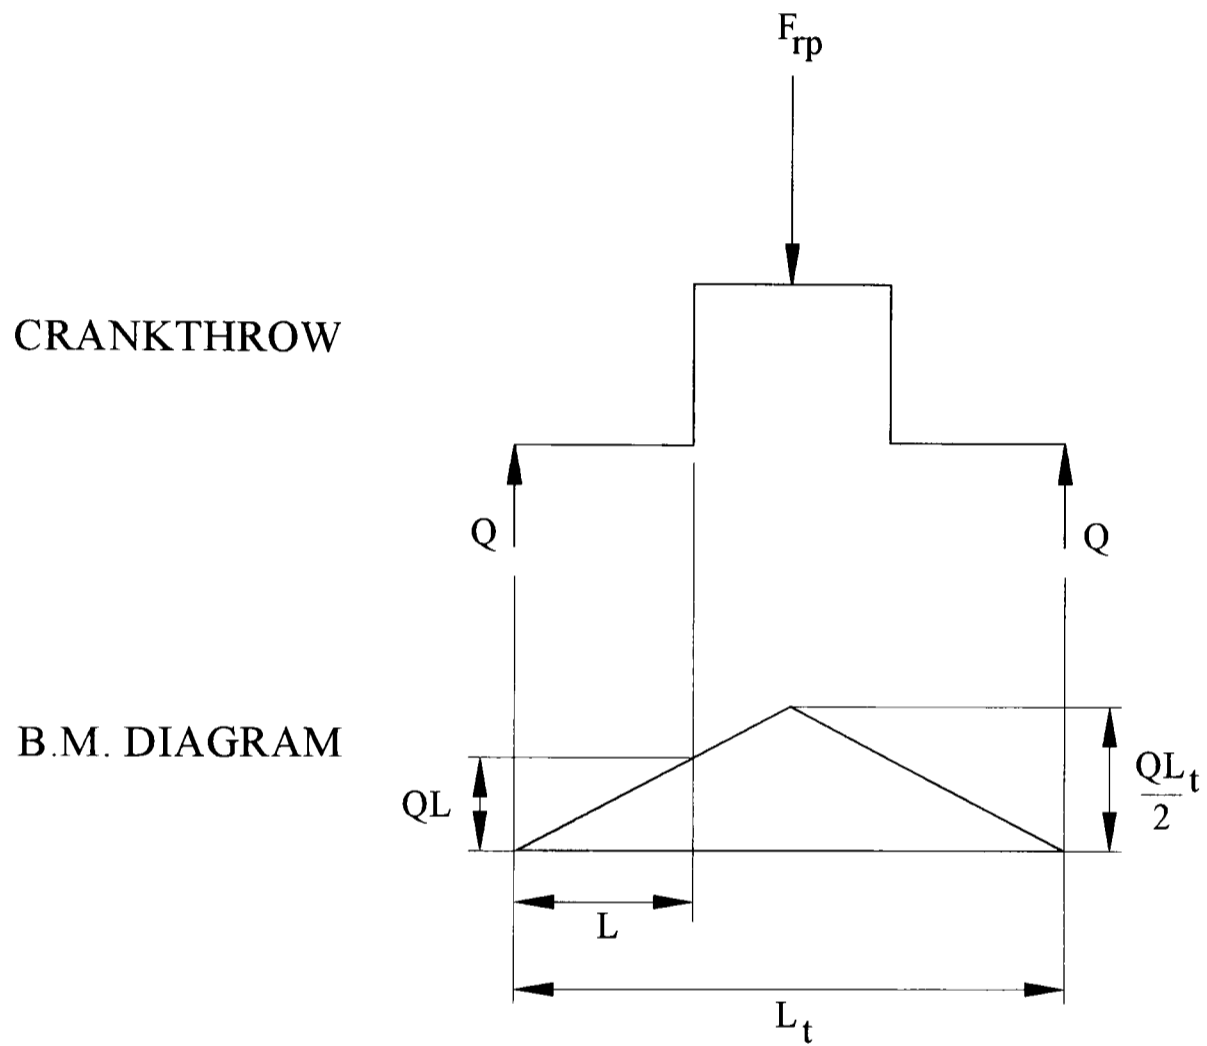 F_rp
CRANKTHROW
Q
Q
B.M. DIAGRAM
QL
QL_t
2
L
L_t